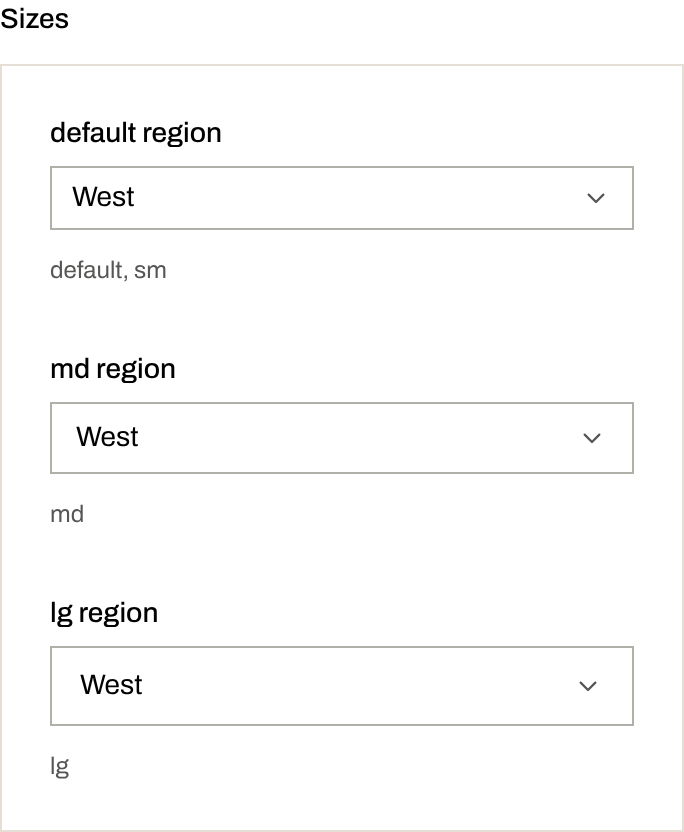 Sizes
default region
West
default, sm
md region
West
md
lg region
West
lg